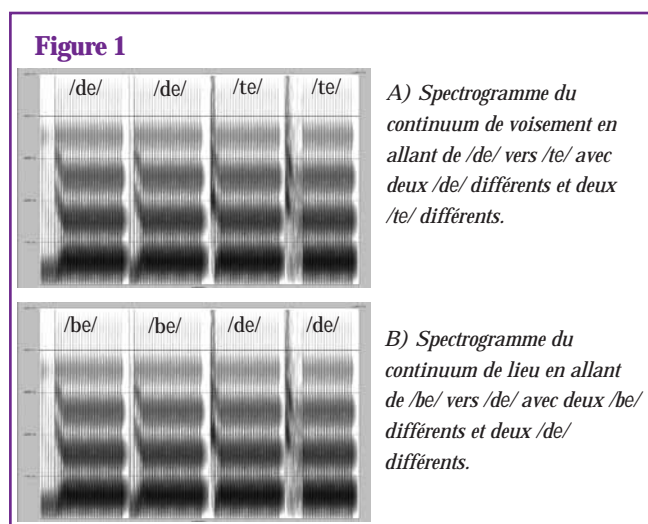 Figure 1
/de/ /de/ /te/ /te/
A) Spectrogramme du
continuum de voisement en
allant de /de/ vers /te/ avec
deux /de/ différents et deux
/te/ différents.
/be/ /be/ /de/ /de/
B) Spectrogramme du
continuum de lieu en allant
de /be/ vers /de/ avec deux /be/
différents et deux /de/
différents.